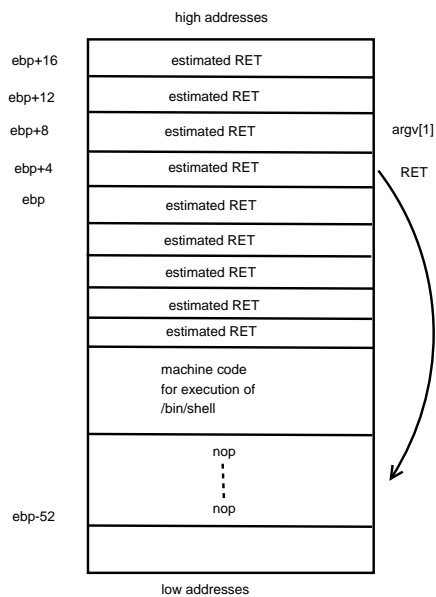 high addresses
ebp+16 estimated RET
ebp+12 estimated RET
ebp+8 estimated RET argv[1]
ebp+4 estimated RET RET
ebp estimated RET
estimated RET
estimated RET
estimated RET
estimated RET
machine code
for execution of
/bin/shell
nop
nop
ebp-52
low addresses